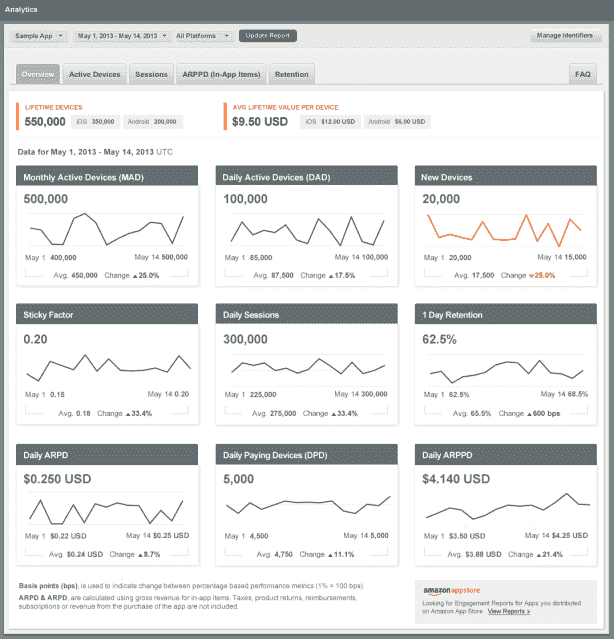 Analytics
Sample App May 1, 2013 - May 14, 2013 All Platforms Update Report Manage Identifiers
Overview Active Devices Sessions ARPPD (In-App Items) Retention FAQ
LIFETIME DEVICES AVG LIFETIME VALUE PER DEVICE
550,000 iOS 350,000 Android 200,000 $9.50 USD iOS $12.00 USD Android $6.00 USD
Data for May 1, 2013 - May 14, 2013 UTC
Monthly Active Devices (MAD) Daily Active Devices (DAD) New Devices
500,000 100,000 20,000
May 1 400,000 May 14 500,000 May 1 85,000 May 14 100,000 May 1 20,000 May 14 15,000
Avg. 450,000 Change ▲25.0% Avg. 87,500 Change ▲17.5% Avg. 17,500 Change ▼25.0%
Sticky Factor Daily Sessions 1 Day Retention
0.20 300,000 62.5%
May 1 0.16 May 14 0.20 May 1 225,000 May 14 300,000 May 1 62.5% May 14 68.5%
Avg. 0.18 Change ▲33.4% Avg. 275,000 Change ▲33.4% Avg. 65.5% Change ▲600 bps
Daily ARPD Daily Paying Devices (DPD) Daily ARPPD
$0.250 USD 5,000 $4.140 USD
May 1 $0.22 USD May 14 $0.25 USD May 1 4,500 May 14 5,000 May 1 $3.50 USD May 14 $4.25 USD
Avg. $0.24 USD Change ▲8.7% Avg. 4,750 Change ▲11.1% Avg. $3.88 USD Change ▲21.4%
Basis points (bps), is used to indicate change between percentage based performance metrics (1% = 100 bps).
ARPD & ARPPD, are calculated using gross revenue for in-app items. Taxes, product returns, reimbursements,
subscriptions or revenue from the purchase of the app are not included.
amazon appstore
Looking for Engagement Reports for Apps you distributed
on Amazon App Store View Reports >